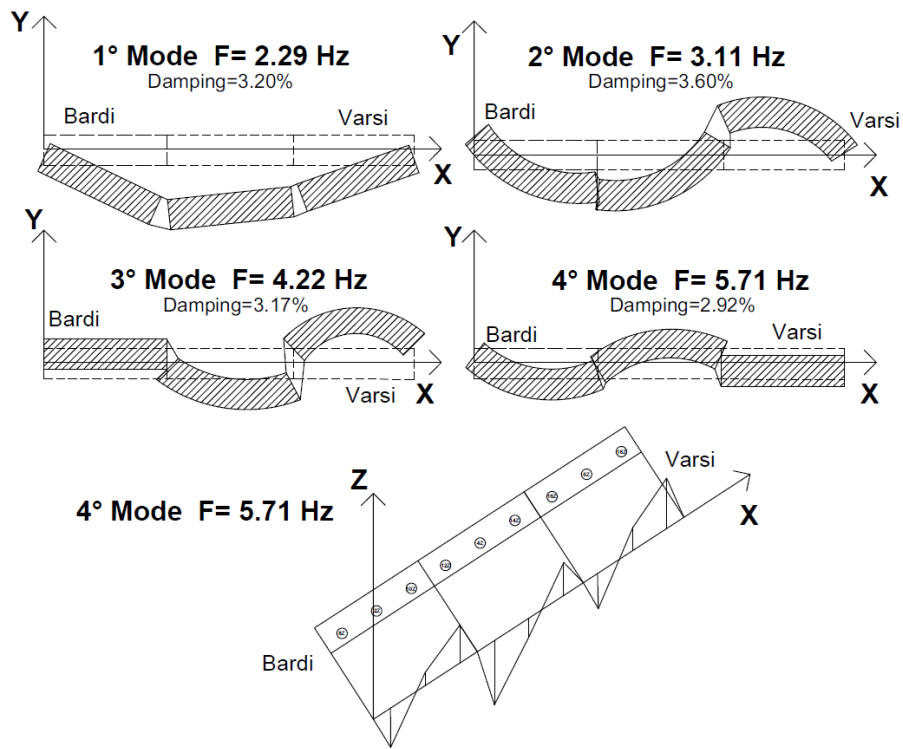 Y
1° Mode F= 2.29 Hz
Damping=3.20%
Bardi
Varsi
X
Y
2° Mode F= 3.11 Hz
Damping=3.60%
Bardi
Varsi
X
Y
3° Mode F= 4.22 Hz
Damping=3.17%
Bardi
Varsi
X
Y
4° Mode F= 5.71 Hz
Damping=2.92%
Bardi
Varsi
X
4° Mode F= 5.71 Hz
Z
Varsi
X
Bardi